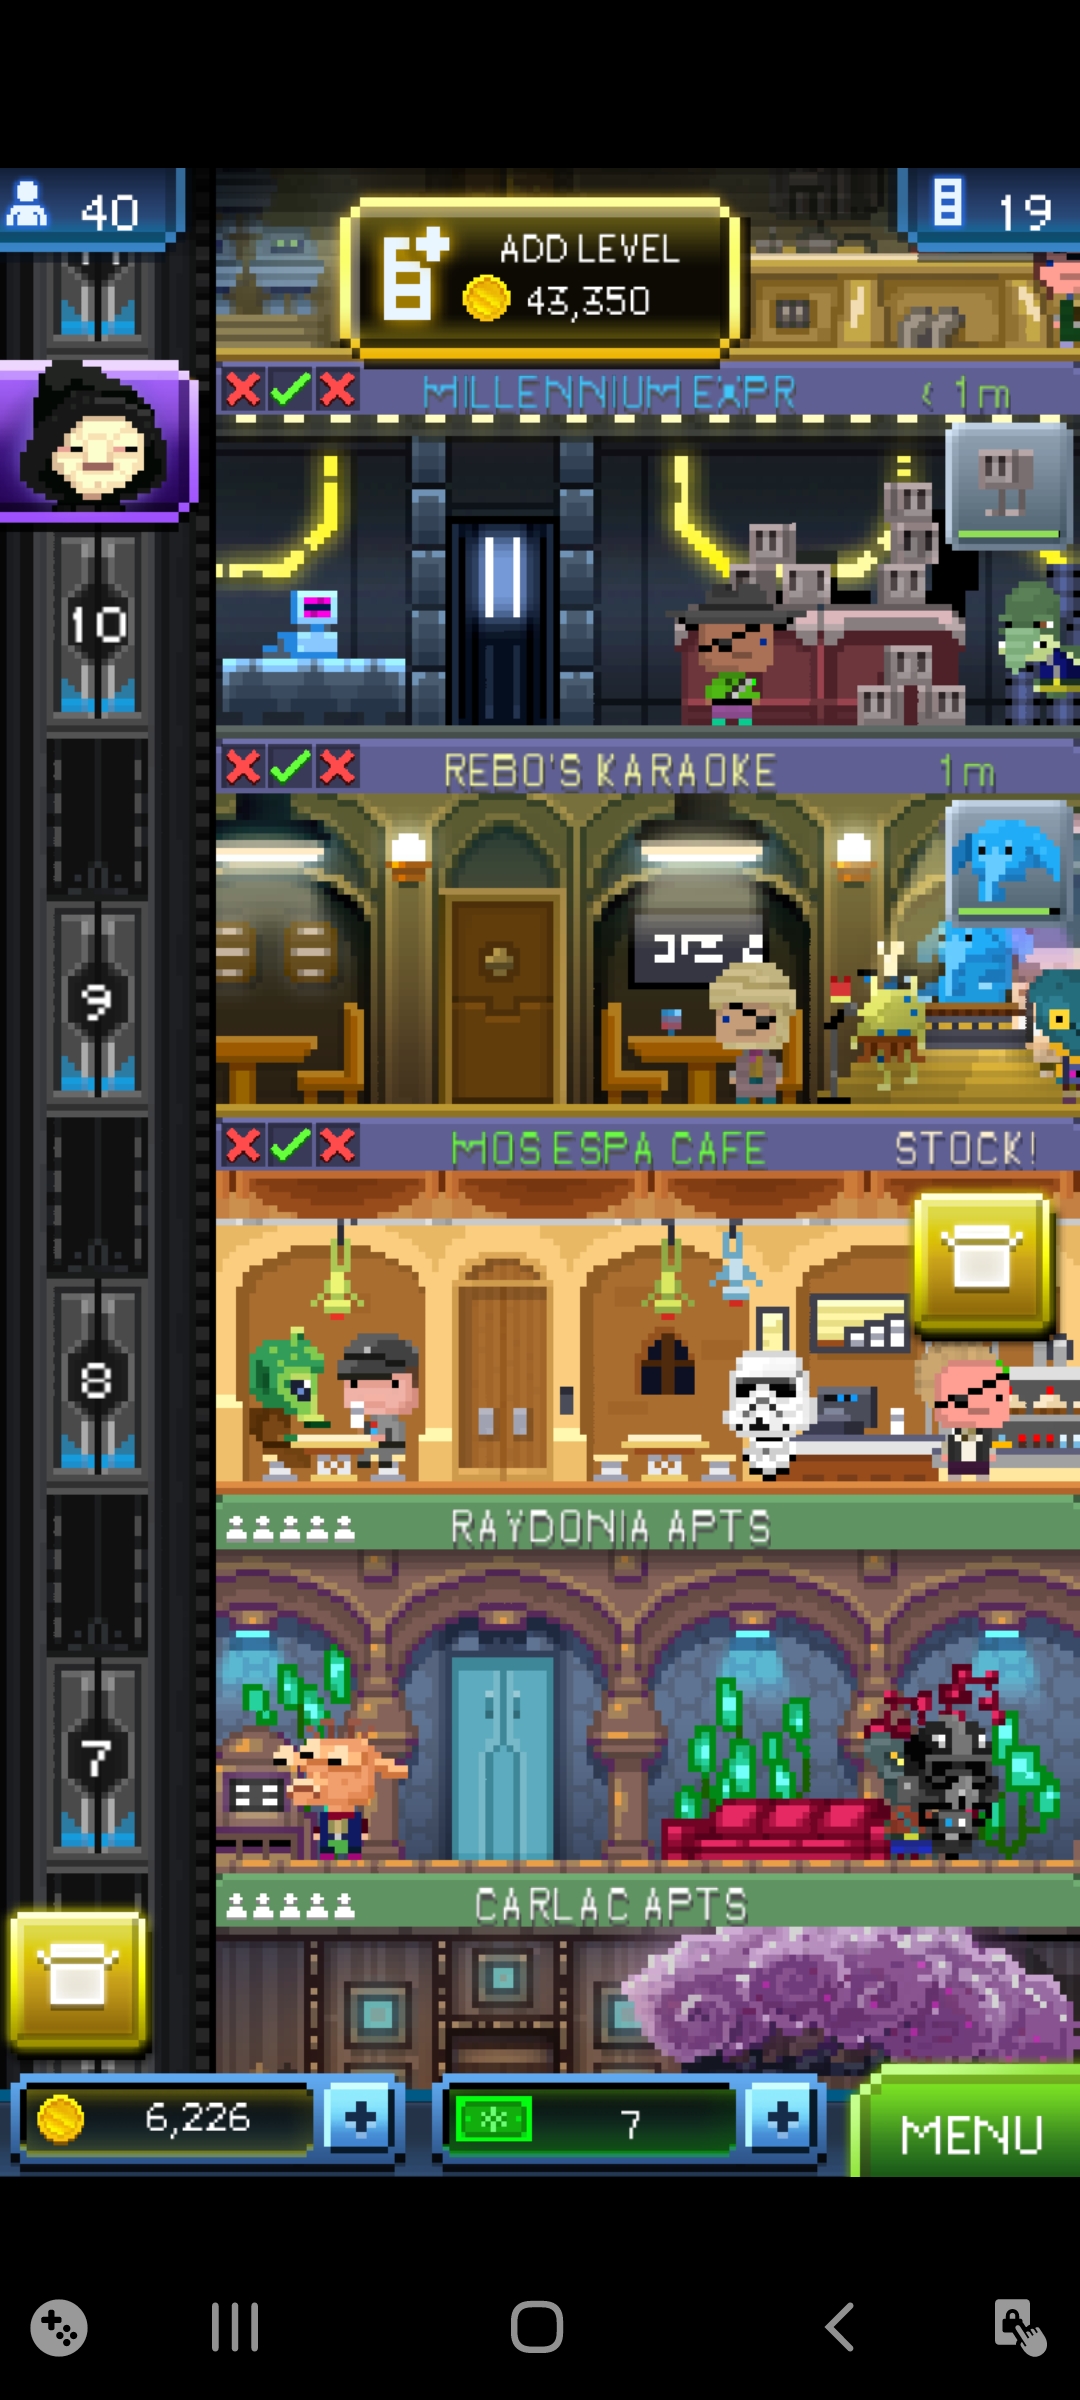 40
19
ADD LEVEL
43,350
MILLENNIUM EXPR
< 1m
10
REBO'S KARAOKE
1m
9
MOS ESPA CAFE
STOCK!
8
RAYDONIA APTS
7
CARLAC APTS
6,226
7
MENU